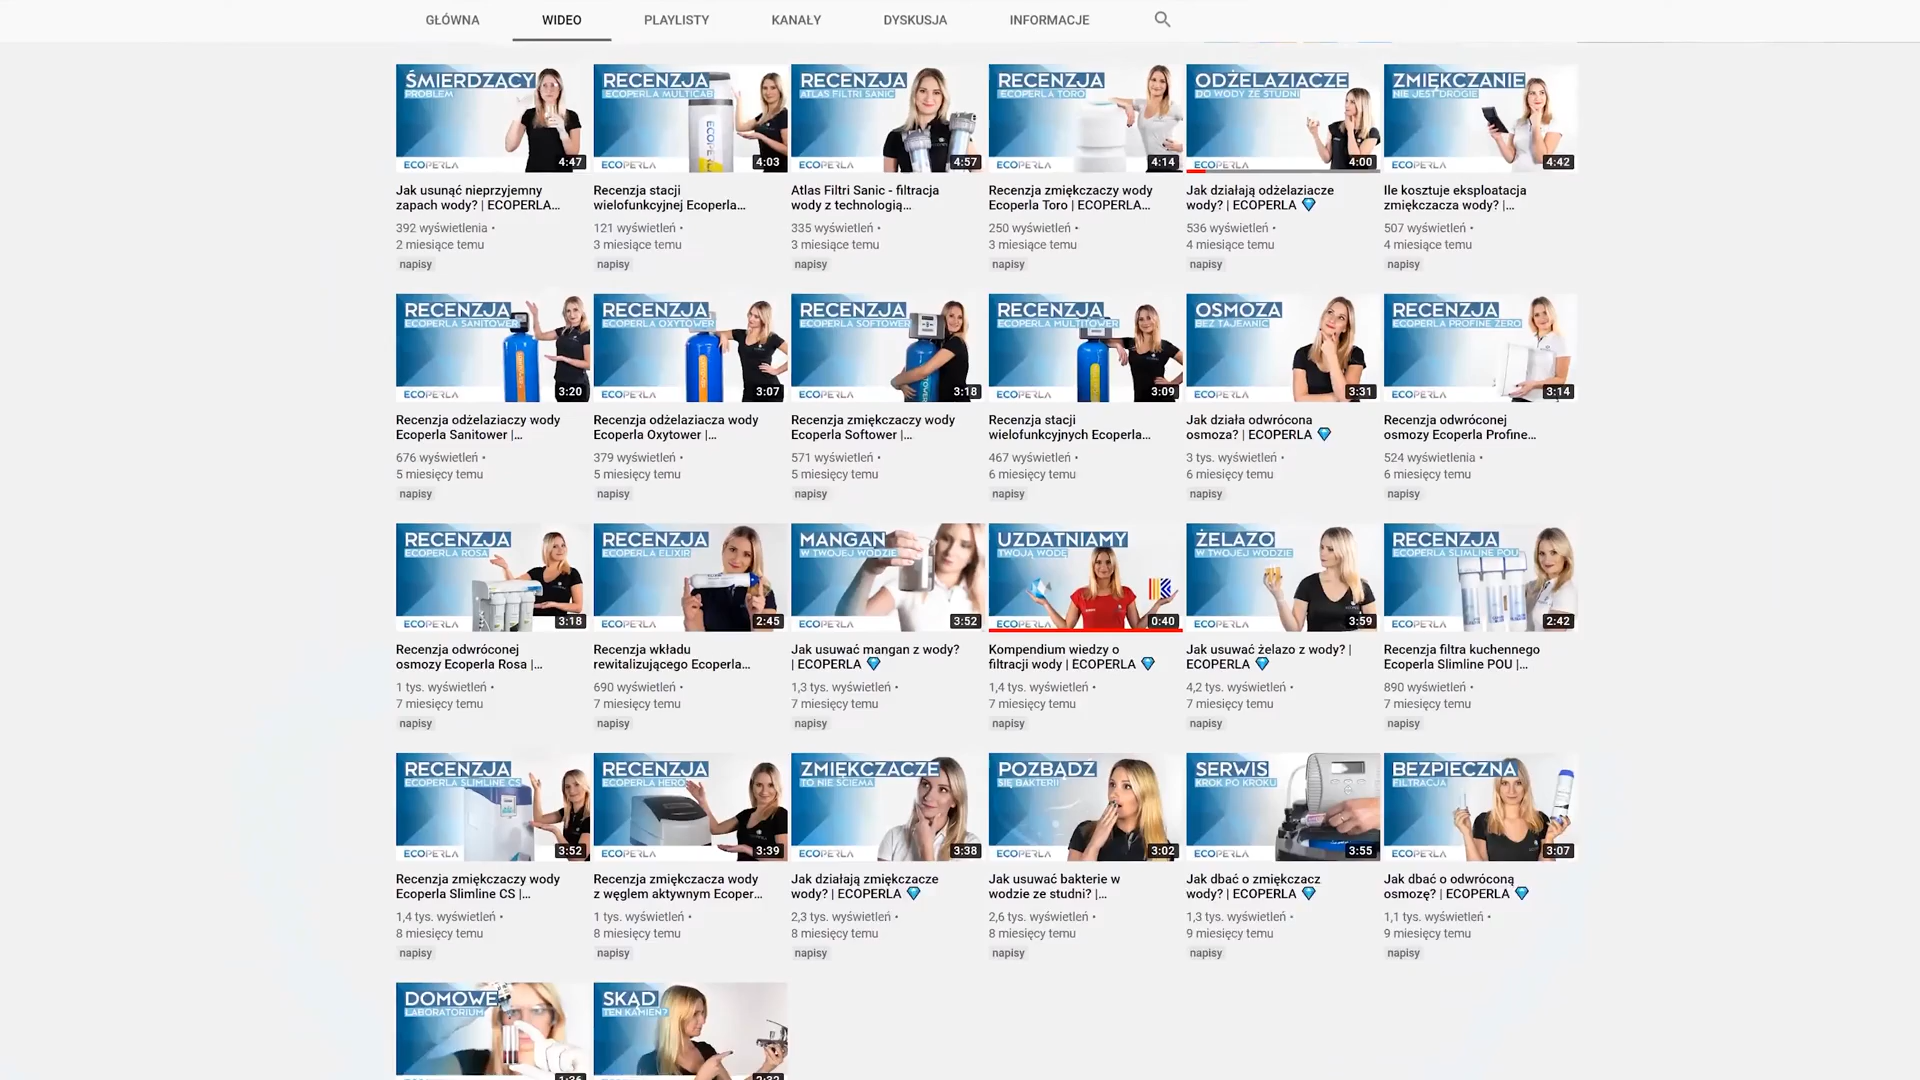 GŁÓWNA
WIDEO
PLAYLISTY
KANAŁY
DYSKUSJA
INFORMACJE
ŚMIERDZĄCY
PROBLEM
ECOPERLA
4:47
Jak usunąć nieprzyjemny
zapach wody? | ECOPERLA...
392 wyświetlenia •
2 miesiące temu
napisy
RECENZJA
ECOPERLA MULTICAB
ECOPERLA
4:03
Recenzja stacji
wielofunkcyjnej Ecoperla...
121 wyświetleń •
3 miesiące temu
napisy
RECENZJA
ATLAS FILTRI SANIC
4:57
Atlas Filtri Sanic - filtracja
wody z technologią...
335 wyświetleń •
3 miesiące temu
napisy
RECENZJA
ECOPERLA TORO
ECOPERLA
4:14
Recenzja zmiękczaczy wody
Ecoperla Toro | ECOPERLA...
250 wyświetleń •
3 miesiące temu
napisy
ODŻELAZIACZE
DO WODY ZE STUDNI
ECOPERLA
4:00
Jak działają odżelaziacze
wody? | ECOPERLA 💎
536 wyświetleń •
4 miesiące temu
napisy
ZMIĘKCZANIE
NIE JEST DROGIE
ECOPERLA
4:42
Ile kosztuje eksploatacja
zmiękczacza wody? |...
507 wyświetleń •
4 miesiące temu
napisy
RECENZJA
ECOPERLA SANITOWER
ECOPERLA
3:20
Recenzja odżelaziaczy wody
Ecoperla Sanitower |...
676 wyświetleń •
5 miesięcy temu
napisy
RECENZJA
ECOPERLA OXYTOWER
ECOPERLA
3:07
Recenzja odżelaziacza wody
Ecoperla Oxytower |...
379 wyświetleń •
5 miesięcy temu
napisy
RECENZJA
ECOPERLA SOFTOWER
ECOPERLA
3:18
Recenzja zmiękczaczy wody
Ecoperla Softower |...
571 wyświetleń •
5 miesięcy temu
napisy
RECENZJA
ECOPERLA MULTITOWER
ECOPERLA
3:09
Recenzja stacji
wielofunkcyjnych Ecoperla...
467 wyświetleń •
6 miesięcy temu
napisy
OSMOZA
BEZ TAJEMNIC
ECOPERLA
3:31
Jak działa odwrócona
osmoza? | ECOPERLA 💎
3 tys. wyświetleń •
6 miesięcy temu
napisy
RECENZJA
ECOPERLA PROFINE ZERO
ECOPERLA
3:14
Recenzja odwróconej
osmozy Ecoperla Profine...
524 wyświetlenia •
6 miesięcy temu
napisy
RECENZJA
ECOPERLA ROSA
ECOPERLA
3:18
Recenzja odwróconej
osmozy Ecoperla Rosa |...
1 tys. wyświetleń •
7 miesięcy temu
napisy
RECENZJA
ECOPERLA ELIXIR
ECOPERLA
2:45
Recenzja wkładu
rewitalizującego Ecoperla...
690 wyświetleń •
7 miesięcy temu
napisy
MANGAN
W TWOJEJ WODZIE
ECOPERLA
3:52
Jak usuwać mangan z wody?
| ECOPERLA 💎
1,3 tys. wyświetleń •
7 miesięcy temu
napisy
UZDATNIAMY
TWOJĄ WODĘ
ECOPERLA
0:40
Kompendium wiedzy o
filtracji wody | ECOPERLA 💎
1,4 tys. wyświetleń •
7 miesięcy temu
napisy
ŻELAZO
W TWOJEJ WODZIE
ECOPERLA
3:59
Jak usuwać żelazo z wody? |
ECOPERLA 💎
4,2 tys. wyświetleń •
7 miesięcy temu
napisy
RECENZJA
ECOPERLA SLIMLINE POU
ECOPERLA
2:42
Recenzja filtra kuchennego
Ecoperla Slimline POU |...
890 wyświetleń •
7 miesięcy temu
napisy
RECENZJA
ECOPERLA SLIMLINE CS
ECOPERLA
3:52
Recenzja zmiękczaczy wody
Ecoperla Slimline CS |...
1,4 tys. wyświetleń •
8 miesięcy temu
napisy
RECENZJA
ECOPERLA HERO
ECOPERLA
3:39
Recenzja zmiękczacza wody
z węglem aktywnym Ecoper...
1 tys. wyświetleń •
8 miesięcy temu
napisy
ZMIĘKCZACZE
TO NIE ŚCIEMA
ECOPERLA
3:38
Jak działają zmiękczacze
wody? | ECOPERLA 💎
2,3 tys. wyświetleń •
8 miesięcy temu
napisy
POZBĄDŹ
SIĘ BAKTERII
ECOPERLA
3:02
Jak usuwać bakterie w
wodzie ze studni? |...
2,6 tys. wyświetleń •
8 miesięcy temu
napisy
SERWIS
KROK PO KROKU
ECOPERLA
3:55
Jak dbać o zmiękczacz
wody? | ECOPERLA 💎
1,3 tys. wyświetleń •
9 miesięcy temu
napisy
BEZPIECZNA
FILTRACJA
ECOPERLA
3:07
Jak dbać o odwróconą
osmozę? | ECOPERLA 💎
1,1 tys. wyświetleń •
9 miesięcy temu
napisy
DOMOWE
LABORATORIUM
SKĄD
TEN KAMIEŃ?